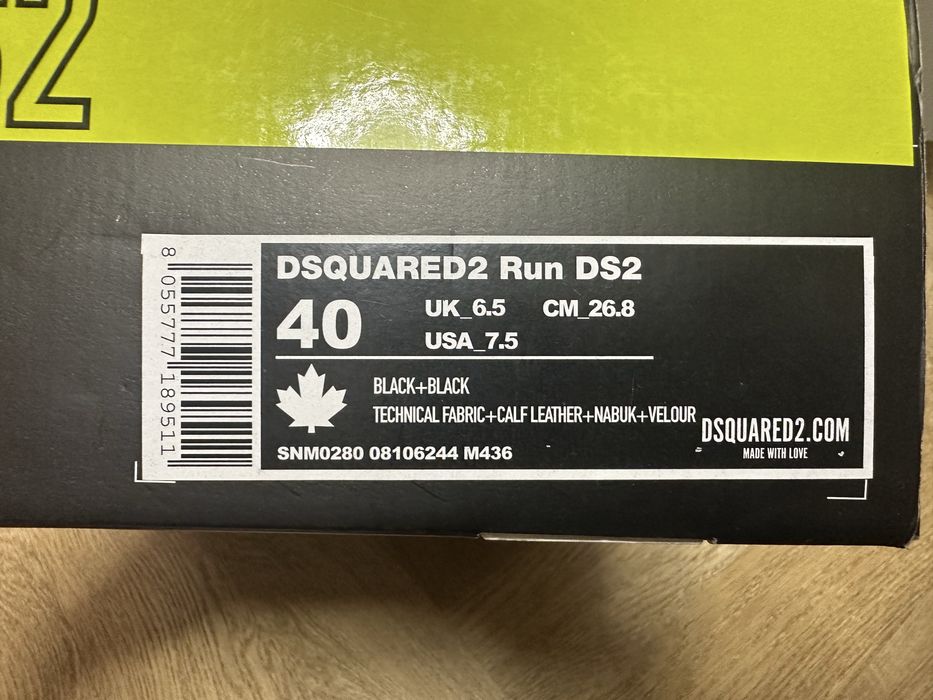 2
DSQUARED2 Run DS2
40
UK_6.5 CM_26.8
USA_7.5
BLACK+BLACK
TECHNICAL FABRIC+CALF LEATHER+NABUK+VELOUR
SNM0280 08106244 M436
DSQUARED2.COM
MADE WITH LOVE
8 055777 189511